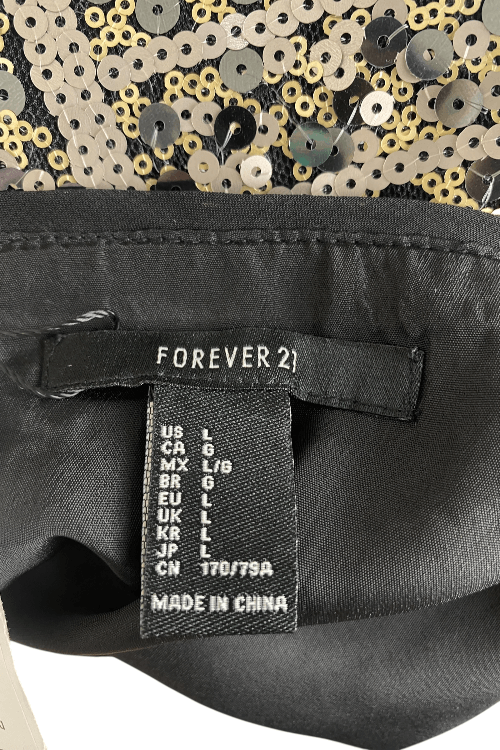 FOREVER 21
US L
CA G
MX L/G
BR G
EU L
UK L
KR L
JP L
CN 170/79A
MADE IN CHINA